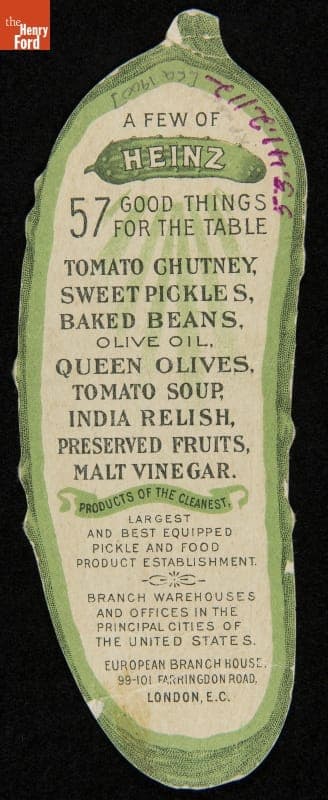 the
Henry
Ford
[ca 1900]
A FEW OF
HEINZ
57 GOOD THINGS
FOR THE TABLE
TOMATO CHUTNEY,
SWEET PICKLES,
BAKED BEANS,
OLIVE OIL,
QUEEN OLIVES,
TOMATO SOUP,
INDIA RELISH,
PRESERVED FRUITS,
MALT VINEGAR.
PRODUCTS OF THE CLEANEST,
LARGEST
AND BEST EQUIPPED
PICKLE AND FOOD
PRODUCT ESTABLISHMENT.
BRANCH WAREHOUSES
AND OFFICES IN THE
PRINCIPAL CITIES OF
THE UNITED STATES.
EUROPEAN BRANCH HOUSE,
99-101 FARRINGDON ROAD,
LONDON, E.C.